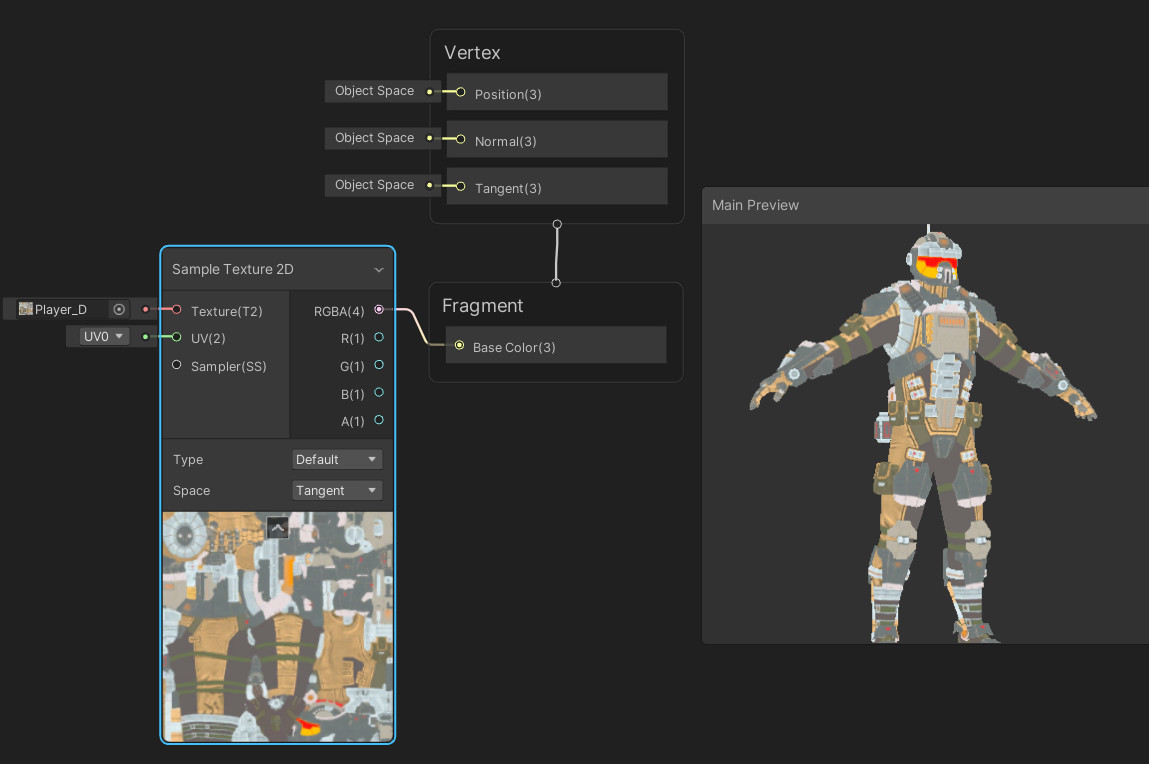 Vertex
Object Space
Position(3)
Object Space
Normal(3)
Object Space
Tangent(3)
Main Preview
Sample Texture 2D
Player_D
Texture(T2)
RGBA(4)
UV0
UV(2)
R(1)
Sampler(SS)
G(1)
B(1)
A(1)
Fragment
Base Color(3)
Type
Default
Space
Tangent